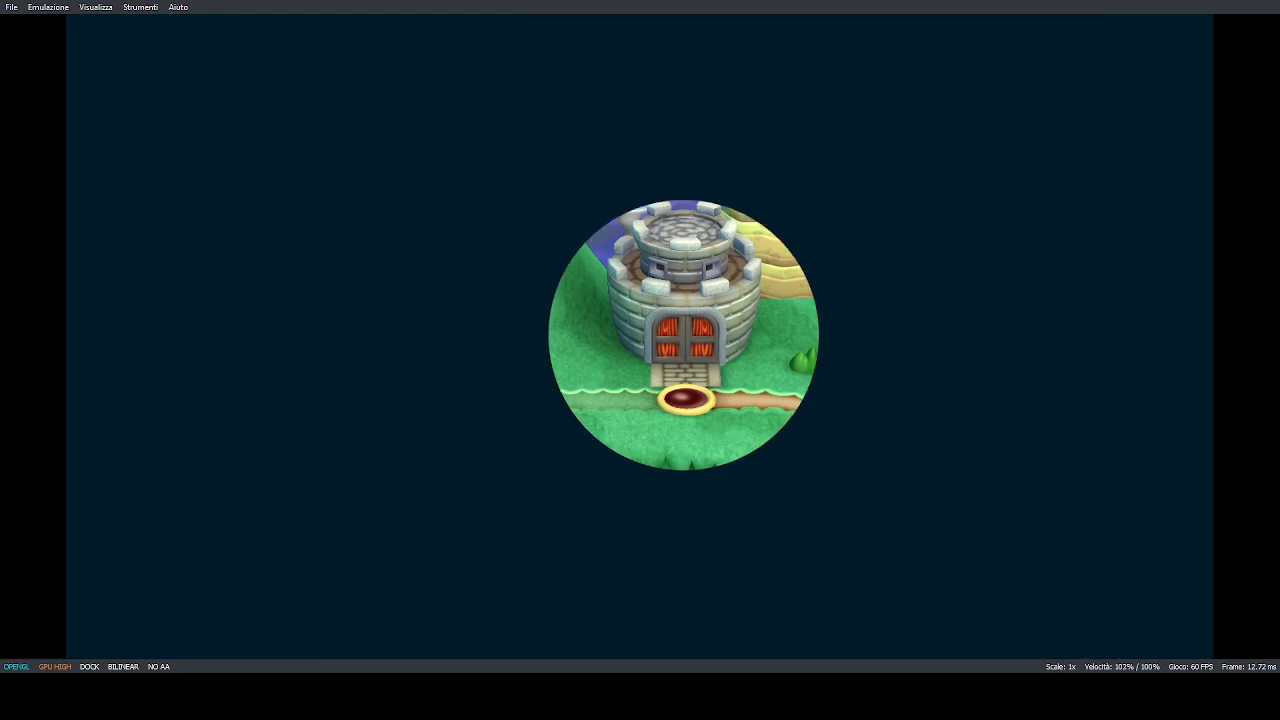 File Emulazione Visualizza Strumenti Aiuto
OPENGL GPU HIGH DOCK BILINEAR NO AA Scale: 1x Velocità: 102% / 100% Gioco: 60 FPS Frame: 12.72 ms